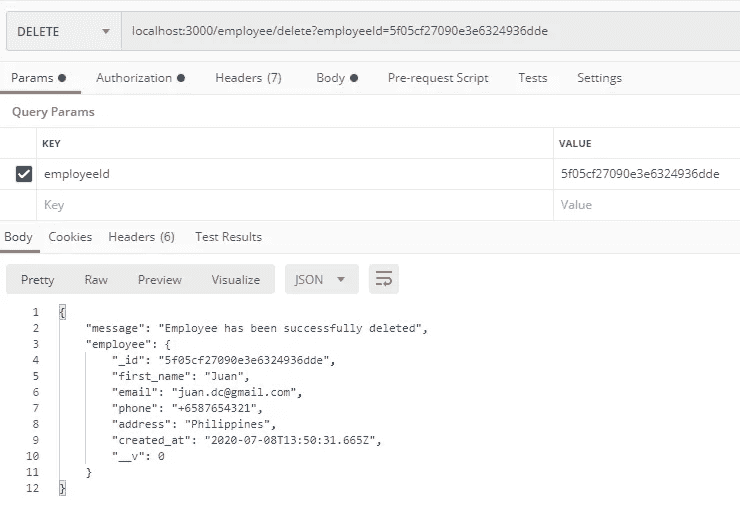 DELETE localhost:3000/employee/delete?employeeId=5f05cf27090e3e6324936dde
Params Authorization Headers (7) Body Pre-request Script Tests Settings
Query Params
KEY VALUE
employeeId 5f05cf27090e3e6324936dde
Key Value
Body Cookies Headers (6) Test Results
Pretty Raw Preview Visualize JSON
1 {
2 "message": "Employee has been successfully deleted",
3 "employee": {
4 "_id": "5f05cf27090e3e6324936dde",
5 "first_name": "Juan",
6 "email": "juan.dc@gmail.com",
7 "phone": "+6587654321",
8 "address": "Philippines",
9 "created_at": "2020-07-08T13:50:31.665Z",
10 "__v": 0
11 }
12 }